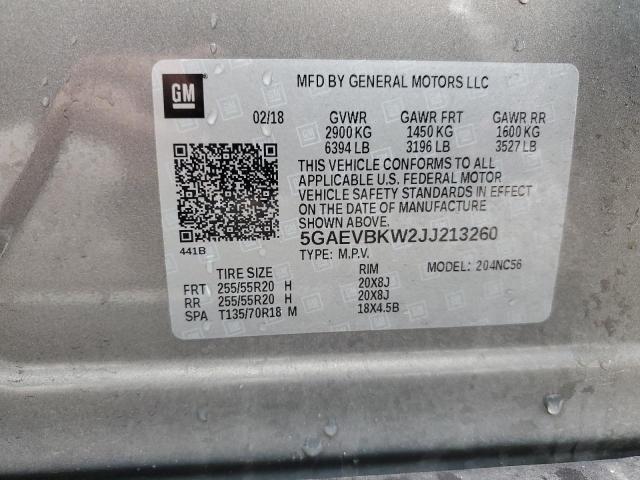 GM
MFD BY GENERAL MOTORS LLC
02/18 GVWR GAWR FRT GAWR RR
2900 KG 1450 KG 1600 KG
6394 LB 3196 LB 3527 LB
THIS VEHICLE CONFORMS TO ALL
APPLICABLE U.S. FEDERAL MOTOR
VEHICLE SAFETY STANDARDS IN EFFECT
ON THE DATE OF MANUFACTURE
SHOWN ABOVE.
5GAEVBKW2JJ213260
441B
TYPE: M.P.V. MODEL: 204NC56
TIRE SIZE RIM
FRT 255/55R20 H 20X8J
RR 255/55R20 H 20X8J
SPA T135/70R18 M 18X4.5B